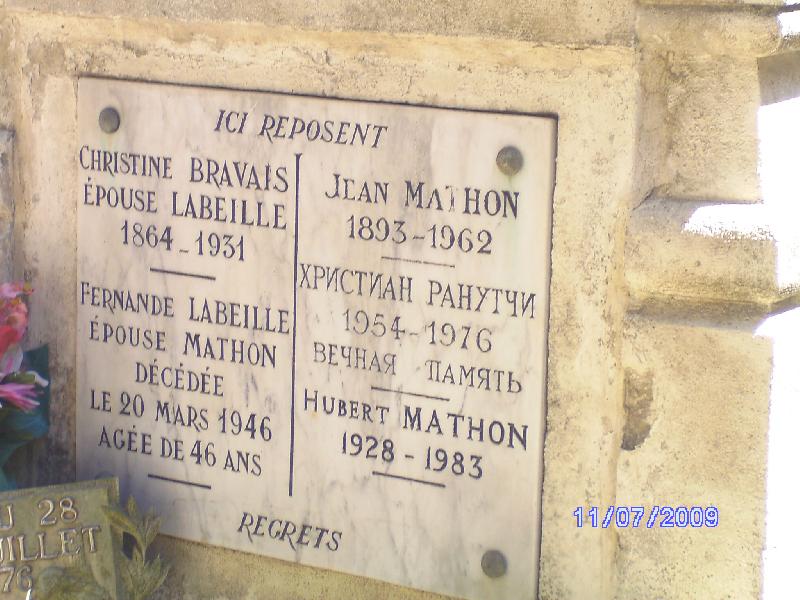 ICI REPOSENT
CHRISTINE BRAVAIS
ÉPOUSE LABEILLE
1864-1931
FERNANDE LABEILLE
ÉPOUSE MATHON
DÉCÉDÉE
LE 20 MARS 1946
AGÉE DE 46 ANS
JEAN MATHON
1893-1962
ХРИСТИАН РАНУТЧИ
1954-1976
ВЕЧНАЯ ПАМЯТЬ
HUBERT MATHON
1928-1983
REGRETS
28
76
11/07/2009